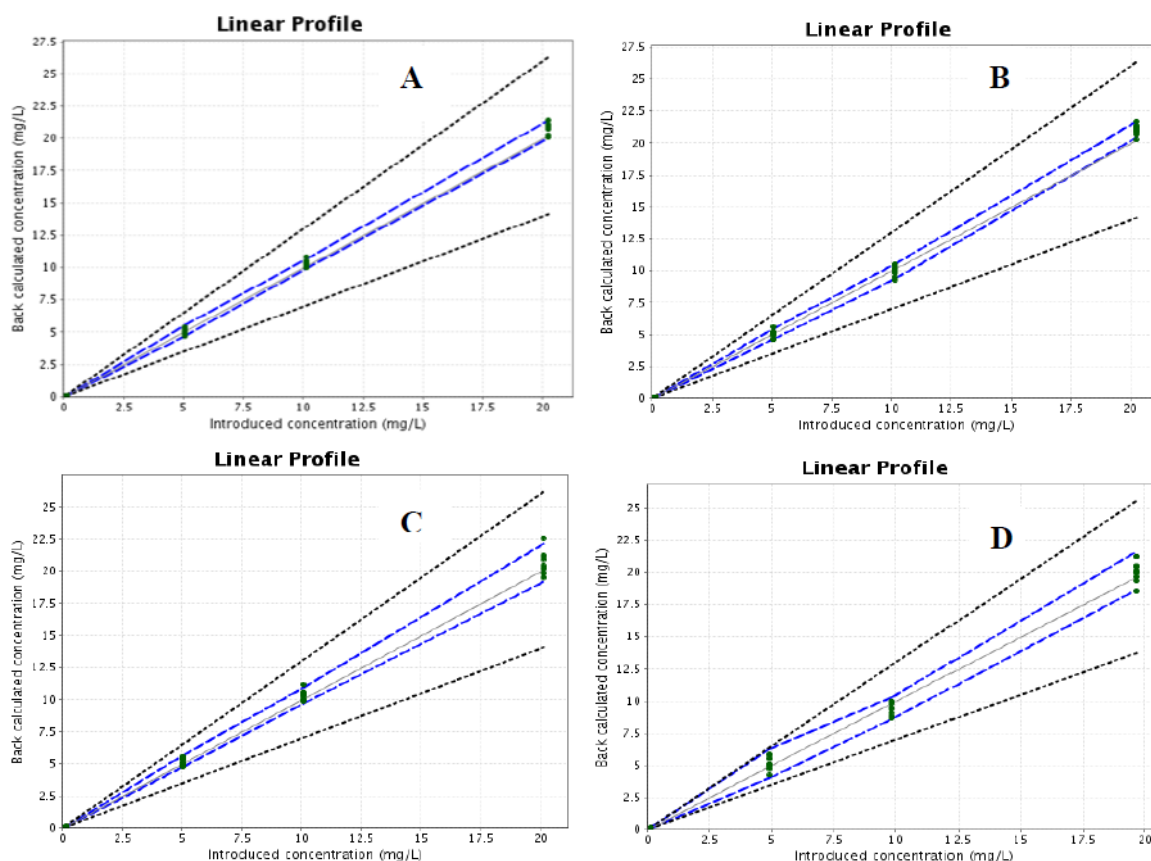 Linear Profile
A
27.5
25
22.5
20
17.5
15
12.5
10
7.5
5
2.5
0
Back calculated concentration (mg/L)
0 2.5 5 7.5 10 12.5 15 17.5 20
Introduced concentration (mg/L)
Linear Profile
B
27.5
25
22.5
20
17.5
15
12.5
10
7.5
5
2.5
0
Back calculated concentration (mg/L)
0 2.5 5 7.5 10 12.5 15 17.5 20
Introduced concentration (mg/L)
Linear Profile
C
25
22.5
20
17.5
15
12.5
10
7.5
5
2.5
0
Back calculated concentration (mg/L)
0 2.5 5 7.5 10 12.5 15 17.5 20
Introduced concentration (mg/L)
Linear Profile
D
25
22.5
20
17.5
15
12.5
10
7.5
5
2.5
0
Back calculated concentration (mg/L)
0 2.5 5 7.5 10 12.5 15 17.5 20
Introduced concentration (mg/L)